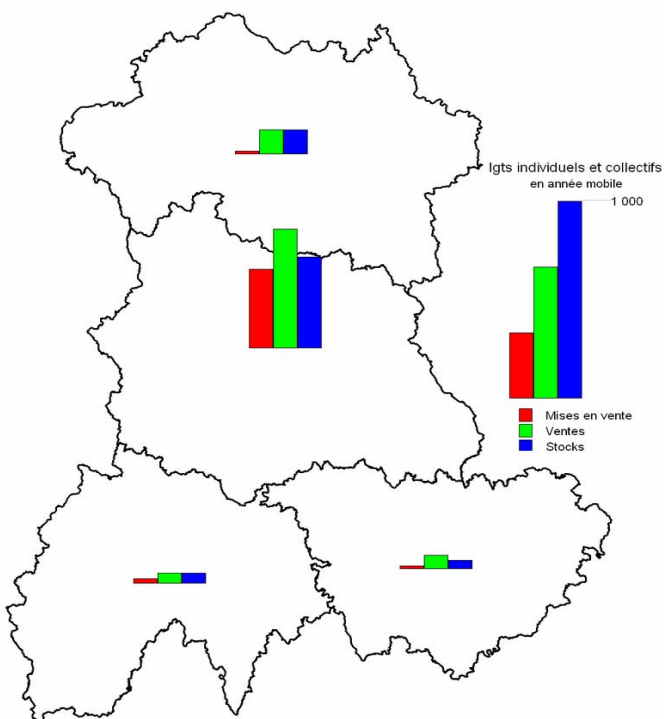 lgts individuels et collectifs
en année mobile
1 000
Mises en vente
Ventes
Stocks